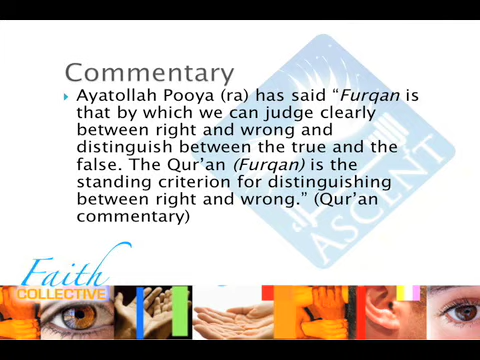 Commentary
Ayatollah Pooya (ra) has said “Furqan is
that by which we can judge clearly
between right and wrong and
distinguish between the true and the
false. The Qur’an (Furqan) is the
standing criterion for distinguishing
between right and wrong.” (Qur’an
commentary)
ASCENT
Faith
COLLECTIVE